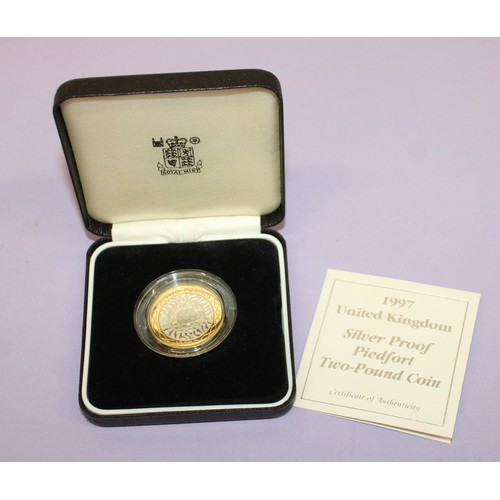 ROYAL MINT
1997
United Kingdom
Silver Proof
Piedfort
Two-Pound Coin
Certificate of Authenticity